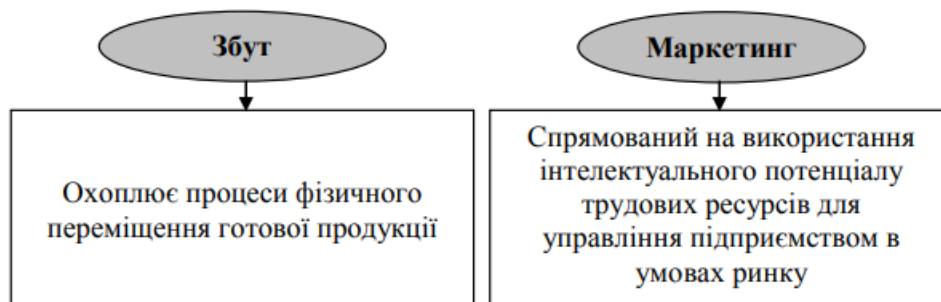 Збут
Охоплює процеси фізичного
переміщення готової продукції
Маркетинг
Спрямований на використання
інтелектуального потенціалу
трудових ресурсів для
управління підприємством в
умовах ринку